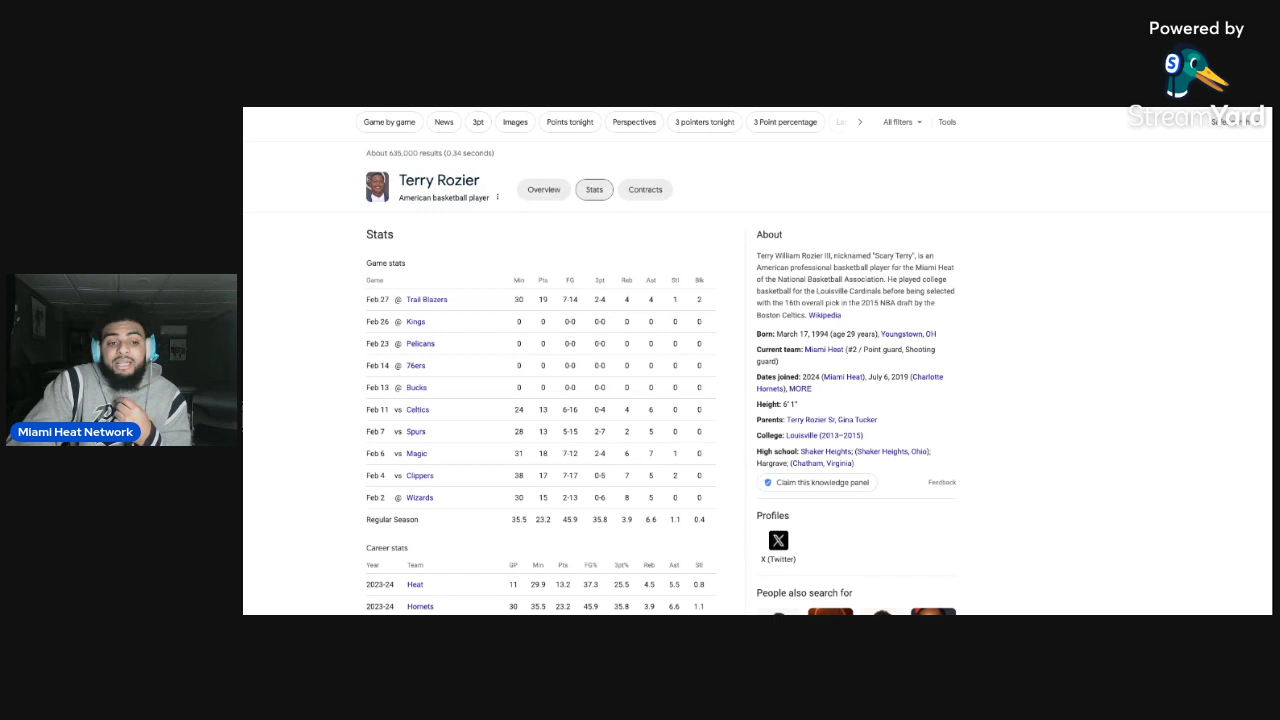 Powered by
StreamYard
Game by game News 3pt Images Points tonight Perspectives 3 pointers tonight 3 Point percentage All filters Tools
About 635,000 results (0.34 seconds)
Terry Rozier
American basketball player
Overview Stats Contracts
Stats
Game stats
Game Min Pts FG 3pt Reb Ast Stl Blk
Feb 27 @ Trail Blazers 30 19 7-14 2-4 4 4 1 2
Feb 26 @ Kings 0 0 0-0 0-0 0 0 0 0
Feb 23 @ Pelicans 0 0 0-0 0-0 0 0 0 0
Feb 14 @ 76ers 0 0 0-0 0-0 0 0 0 0
Feb 13 @ Bucks 0 0 0-0 0-0 0 0 0 0
Feb 11 vs Celtics 24 13 6-16 0-4 4 6 0 0
Feb 7 vs Spurs 28 13 5-15 2-7 2 5 0 0
Feb 6 vs Magic 31 18 7-12 2-4 6 7 1 0
Feb 4 vs Clippers 38 17 7-17 0-5 7 5 2 0
Feb 2 @ Wizards 30 15 2-13 0-6 8 5 0 0
Regular Season 35.5 23.2 45.9 35.8 3.9 6.6 1.1 0.4
Career stats
Year Team GP Min Pts FG% 3pt% Reb Ast Stl
2023-24 Heat 11 29.9 13.2 37.3 25.5 4.5 5.5 0.8
2023-24 Hornets 30 35.5 23.2 45.9 35.8 3.9 6.6 1.1
About
Terry William Rozier III, nicknamed "Scary Terry", is an
American professional basketball player for the Miami Heat
of the National Basketball Association. He played college
basketball for the Louisville Cardinals before being selected
with the 16th overall pick in the 2015 NBA draft by the
Boston Celtics. Wikipedia
Born: March 17, 1994 (age 29 years), Youngstown, OH
Current team: Miami Heat (#2 / Point guard, Shooting
guard)
Dates joined: 2024 (Miami Heat), July 6, 2019 (Charlotte
Hornets), MORE
Height: 6' 1"
Parents: Terry Rozier Sr, Gina Tucker
College: Louisville (2013–2015)
High school: Shaker Heights; (Shaker Heights, Ohio);
Hargrave; (Chatham, Virginia)
Claim this knowledge panel Feedback
Profiles
X (Twitter)
People also search for
Miami Heat Network